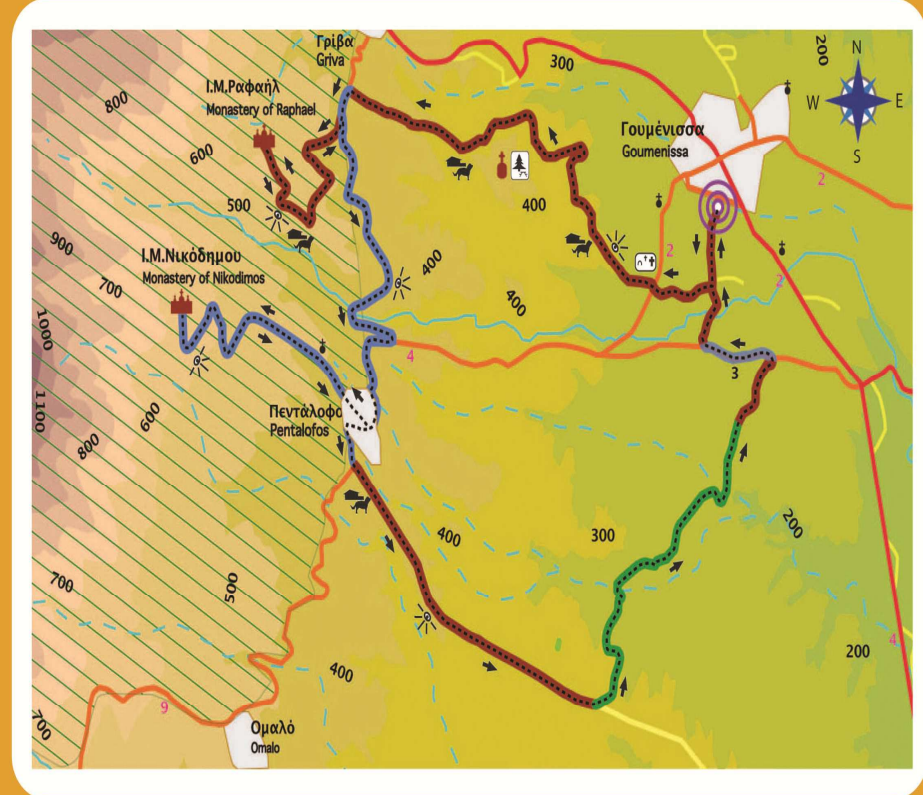 Γρίβα
Griva
300
200
N
W
E
S
800
Ι.Μ.Ραφαήλ
Monastery of Raphael
Γουμένισσα
Goumenissa
600
2
500
400
900
2
400
2
Ι.Μ.Νικόδημου
Monastery of Nikodimos
700
400
1000
4
3
1100
600
800
Πεντάλοφο
Pentalofos
400
300
200
700
500
4
200
400
9
700
Ομαλό
Omalo